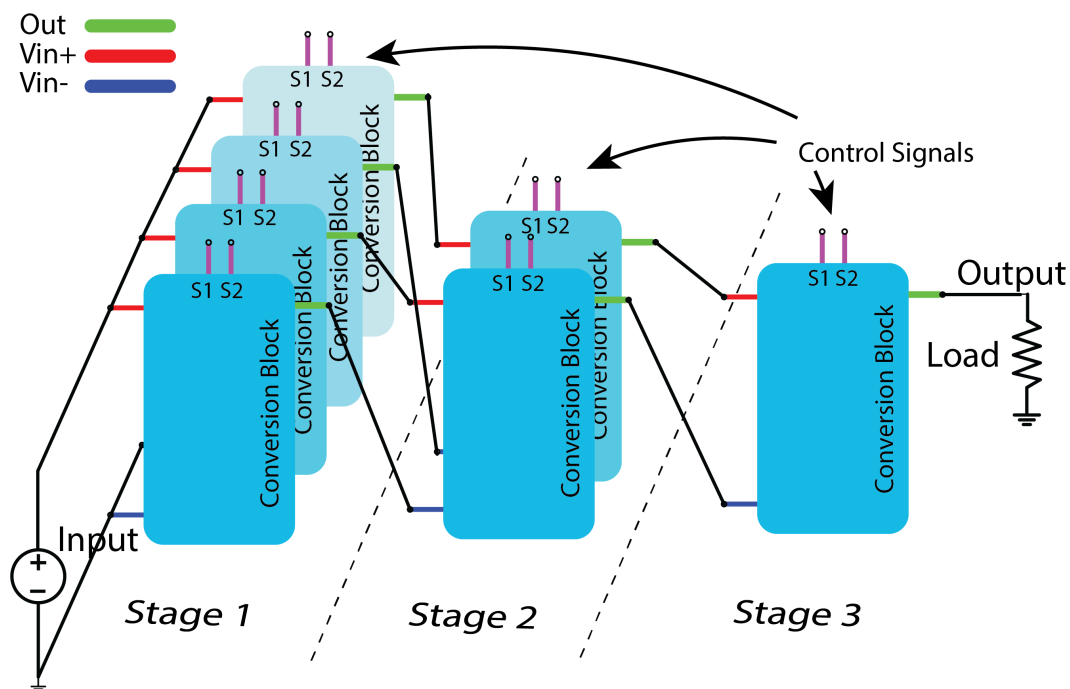 Out
Vin+
Vin-
S1 S2
Conversion Block
S1 S2
Conversion Block
S1 S2
Conversion Block
S1 S2
Conversion Block
Control Signals
S1 S2
Conversion Block
S1 S2
Conversion Block
S1 S2
Conversion Block
Output
Load
Input
+
−
Stage 1
Stage 2
Stage 3